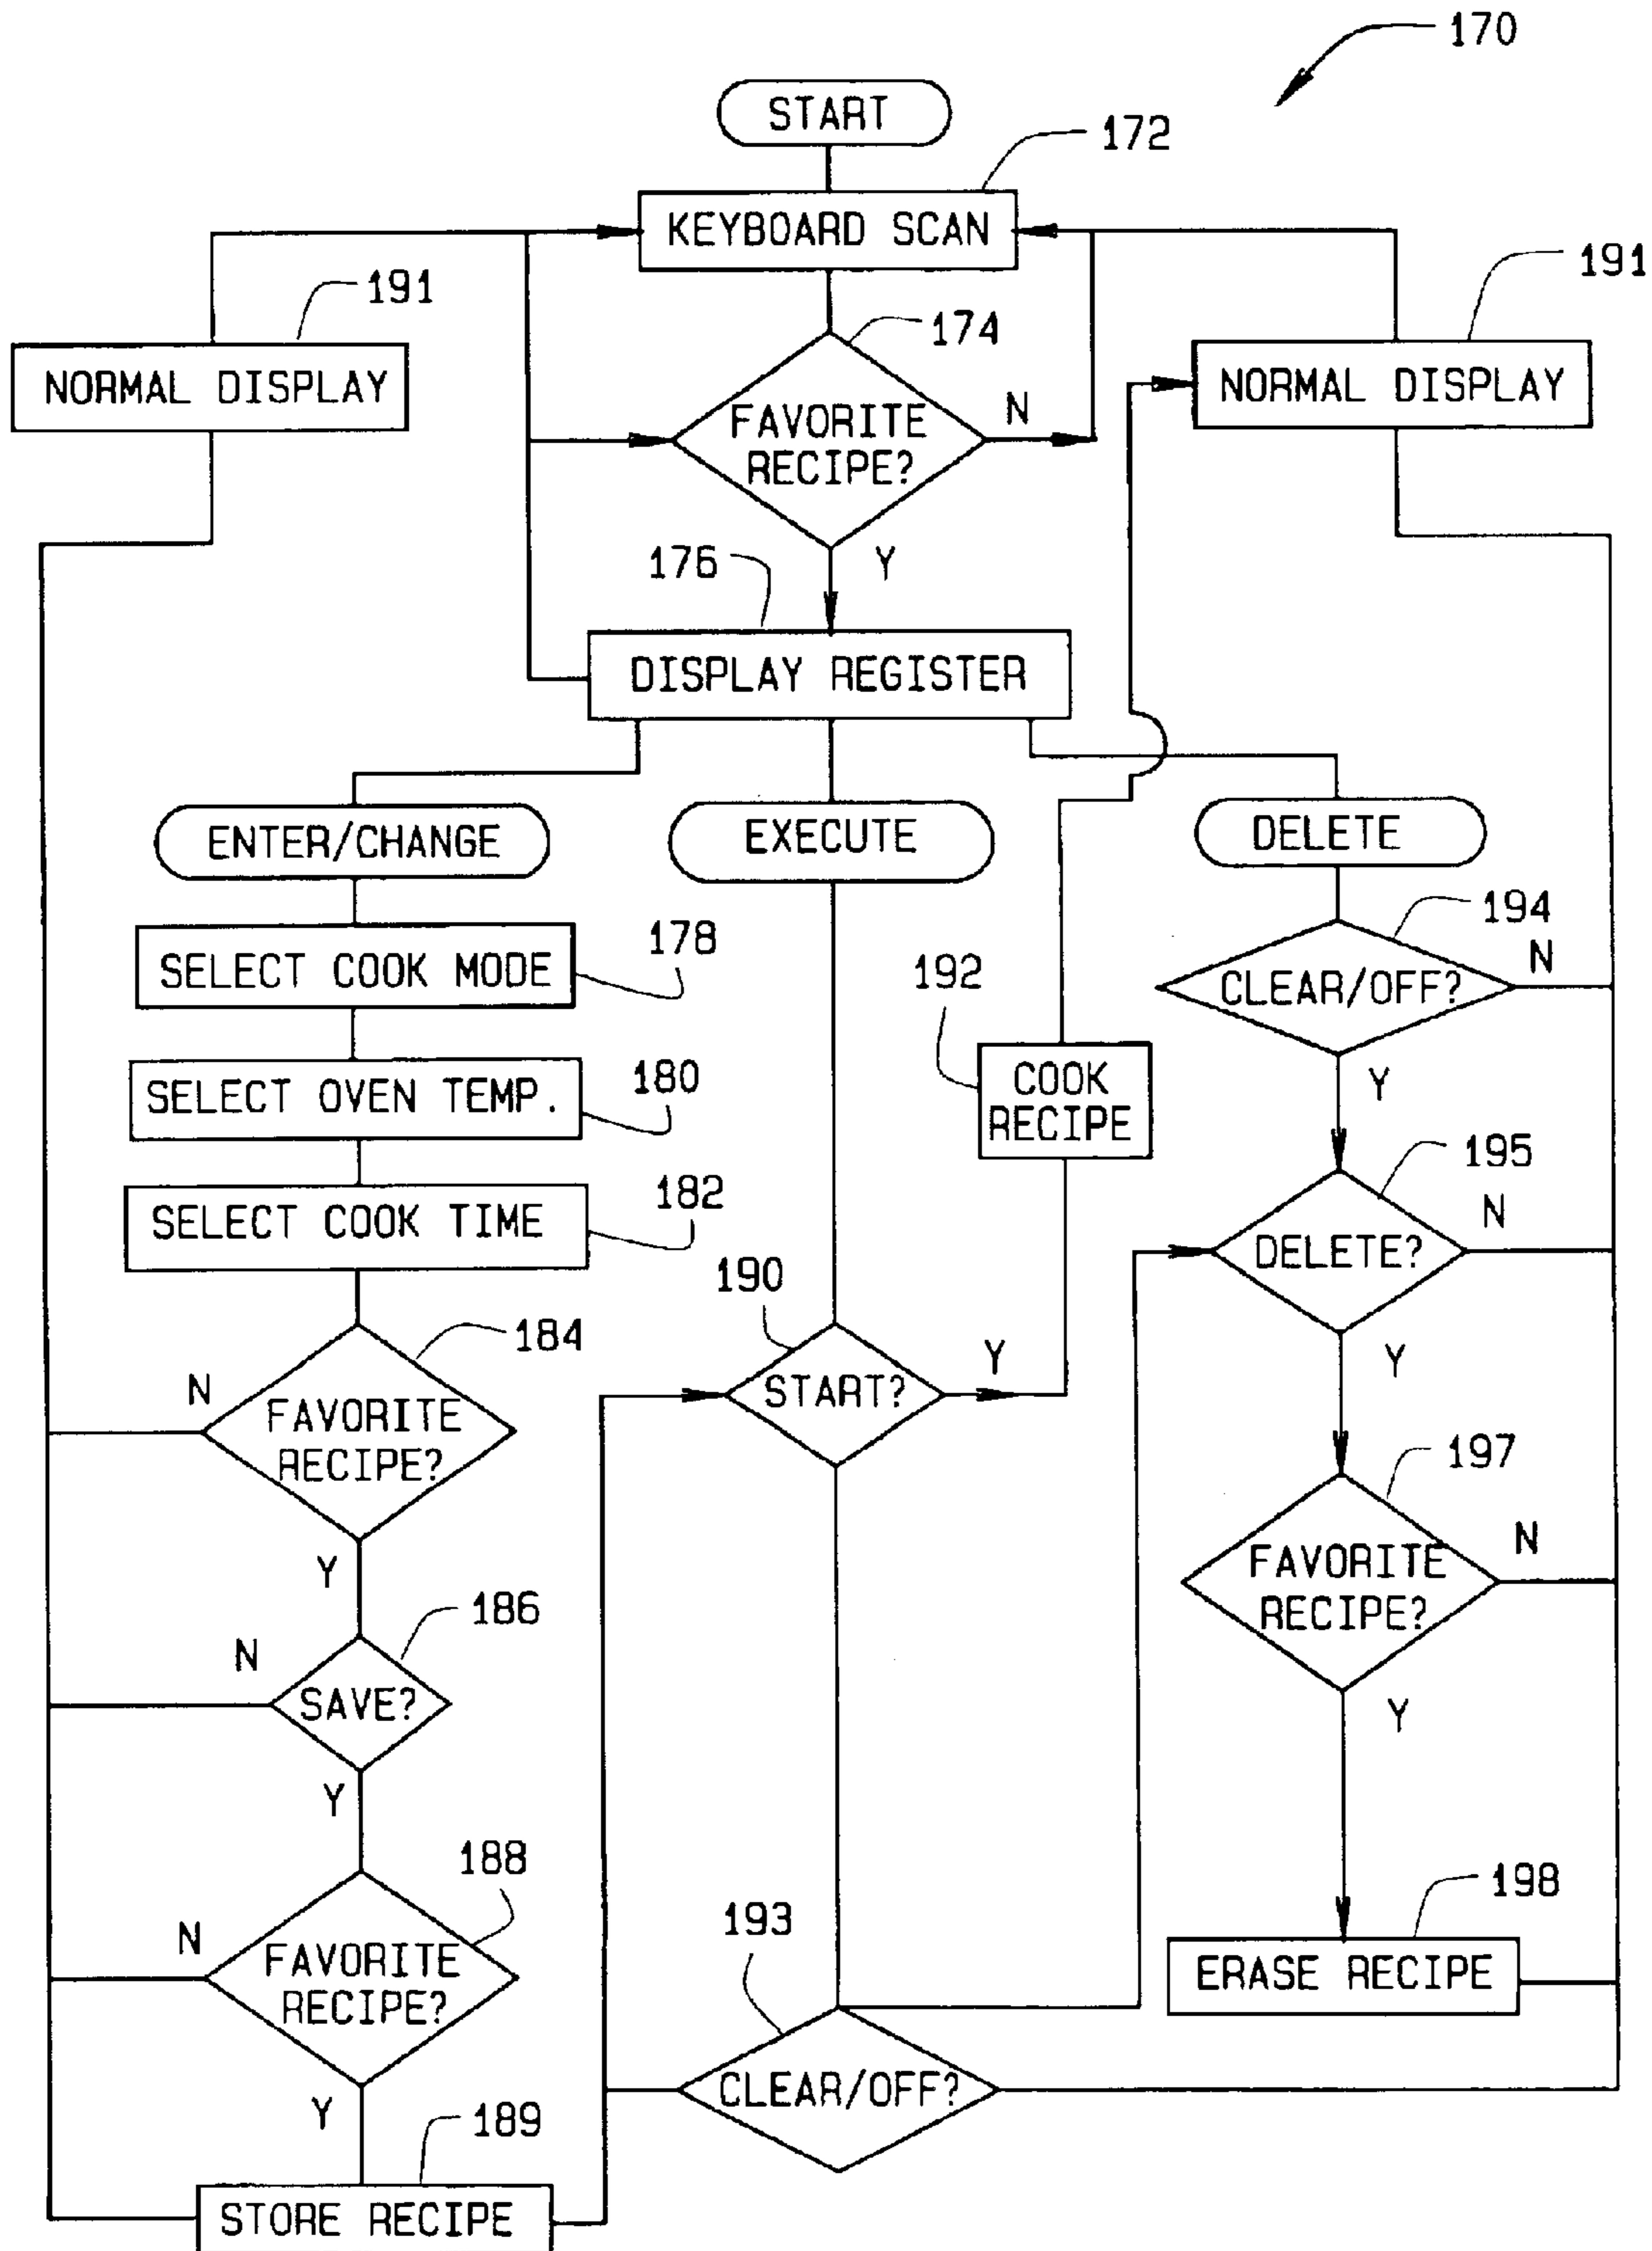 170
START
172
KEYBOARD SCAN
191
191
174
NORMAL DISPLAY
FAVORITE
RECIPE?
N
NORMAL DISPLAY
176
Y
DISPLAY REGISTER
ENTER/CHANGE
EXECUTE
DELETE
178
SELECT COOK MODE
192
194
CLEAR/OFF?
N
180
SELECT OVEN TEMP.
COOK
RECIPE
Y
182
SELECT COOK TIME
195
DELETE?
N
190
START?
Y
184
N
FAVORITE
RECIPE?
Y
Y
197
FAVORITE
RECIPE?
N
186
N
SAVE?
Y
Y
188
N
FAVORITE
RECIPE?
193
198
ERASE RECIPE
CLEAR/OFF?
Y
189
STORE RECIPE